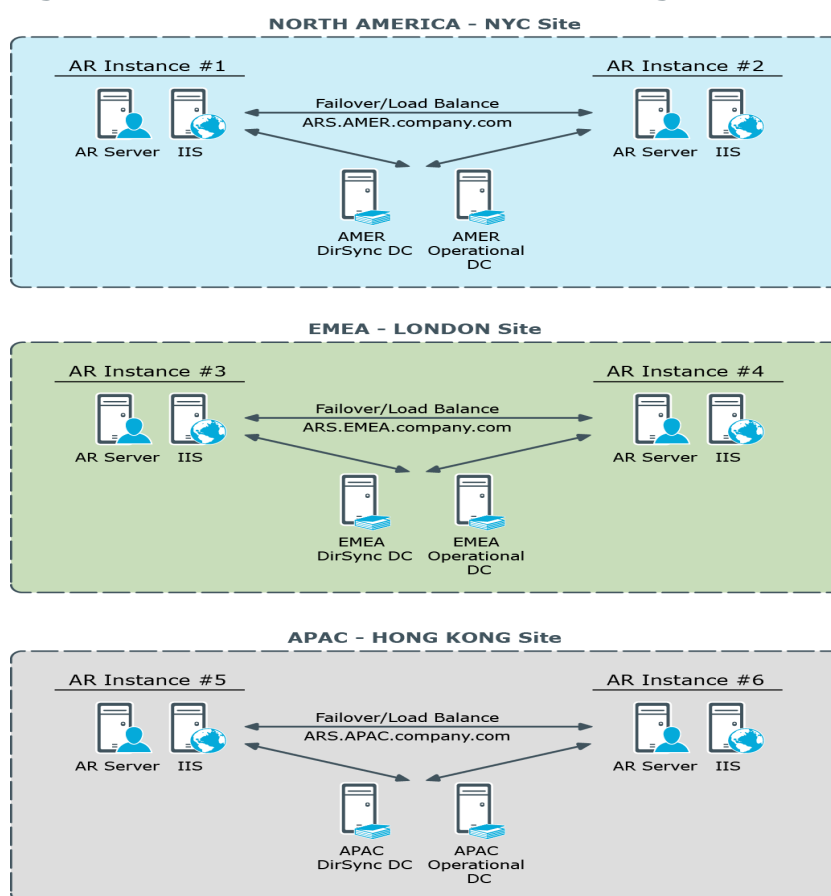 NORTH AMERICA - NYC Site
AR Instance #1
AR Instance #2
Failover/Load Balance
ARS.AMER.company.com
AR Server IIS
AR Server IIS
AMER
DirSync DC
AMER
Operational
DC
EMEA - LONDON Site
AR Instance #3
AR Instance #4
Failover/Load Balance
ARS.EMEA.company.com
AR Server IIS
AR Server IIS
EMEA
DirSync DC
EMEA
Operational
DC
APAC - HONG KONG Site
AR Instance #5
AR Instance #6
Failover/Load Balance
ARS.APAC.company.com
AR Server IIS
AR Server IIS
APAC
DirSync DC
APAC
Operational
DC